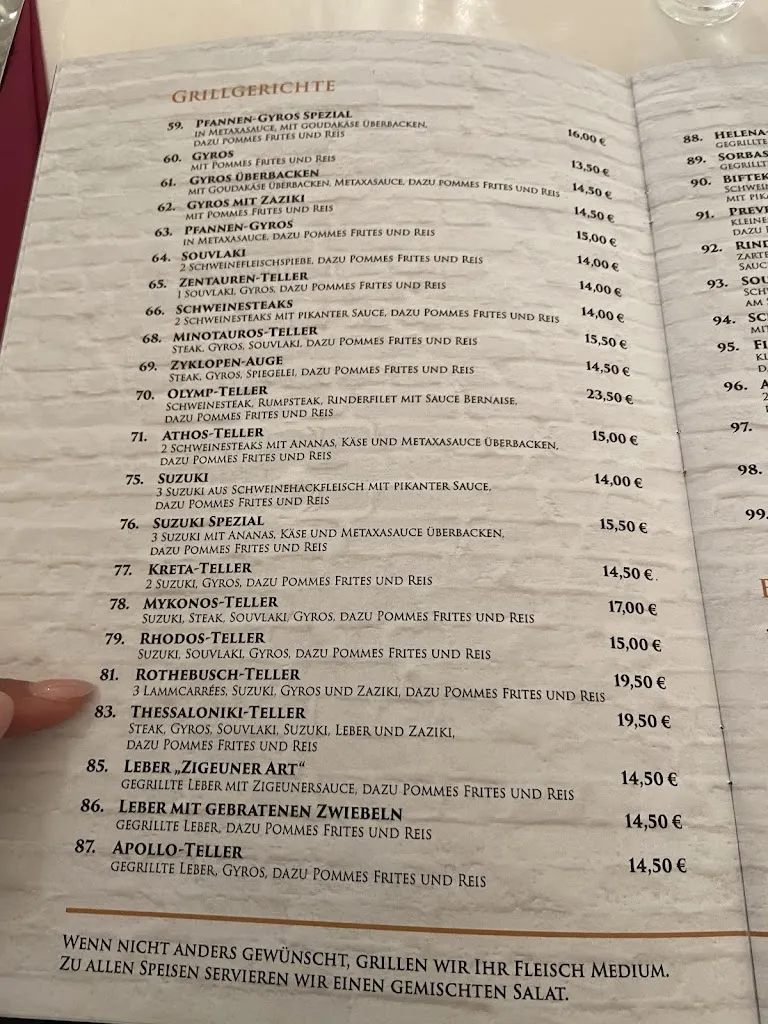 Grillgerichte
59. Pfannen-Gyros Spezial 16,00 €
in Metaxasauce, mit Goudakäse überbacken,
dazu Pommes Frites und Reis
60. Gyros 13,50 €
mit Pommes Frites und Reis
61. Gyros überbacken 14,50 €
mit Goudakäse überbacken, Metaxasauce, dazu Pommes Frites und Reis
62. Gyros mit Zaziki 14,50 €
mit Pommes Frites und Reis
63. Pfannen-Gyros 15,00 €
in Metaxasauce, dazu Pommes Frites und Reis
64. Souvlaki 14,00 €
2 Schweinefleischspiebe, dazu Pommes Frites und Reis
65. Zentauren-Teller 14,00 €
1 Souvlaki, Gyros, dazu Pommes Frites und Reis
66. Schweinesteaks 14,00 €
2 Schweinesteaks mit pikanter Sauce, dazu Pommes Frites und Reis
68. Minotauros-Teller 15,50 €
Steak, Gyros, Souvlaki, dazu Pommes Frites und Reis
69. Zyklopen-Auge 14,50 €
Steak, Gyros, Spiegelei, dazu Pommes Frites und Reis
70. Olymp-Teller 23,50 €
Schweinesteak, Rumpsteak, Rinderfilet mit Sauce Bernaise,
dazu Pommes Frites und Reis
71. Athos-Teller 15,00 €
2 Schweinesteaks mit Ananas, Käse und Metaxasauce überbacken,
dazu Pommes Frites und Reis
75. Suzuki 14,00 €
3 Suzuki aus Schweinehackfleisch mit pikanter Sauce,
dazu Pommes Frites und Reis
76. Suzuki Spezial 15,50 €
3 Suzuki mit Ananas, Käse und Metaxasauce überbacken,
dazu Pommes Frites und Reis
77. Kreta-Teller 14,50 €.
2 Suzuki, Gyros, dazu Pommes Frites und Reis
78. Mykonos-Teller 17,00 €
Suzuki, Steak, Souvlaki, Gyros, dazu Pommes Frites und Reis
79. Rhodos-Teller 15,00 €
Suzuki, Souvlaki, Gyros, dazu Pommes Frites und Reis
81. Rothebusch-Teller 19,50 €
3 Lammcarrées, Suzuki, Gyros und Zaziki, dazu Pommes Frites und Reis
83. Thessaloniki-Teller 19,50 €
Steak, Gyros, Souvlaki, Suzuki, Leber und Zaziki,
dazu Pommes Frites und Reis
85. Leber „Zigeuner Art“ 14,50 €
gegrillte Leber mit Zigeunersauce, dazu Pommes Frites und Reis
86. Leber mit gebratenen Zwiebeln 14,50 €
gegrillte Leber, dazu Pommes Frites und Reis
87. Apollo-Teller 14,50 €
gegrillte Leber, Gyros, dazu Pommes Frites und Reis
Wenn nicht anders gewünscht, grillen wir Ihr Fleisch Medium.
Zu allen Speisen servieren wir einen gemischten Salat.
88. Helena-
89.
90.
91.
92.
93.
94.
95.
96.
97.
98.
99.